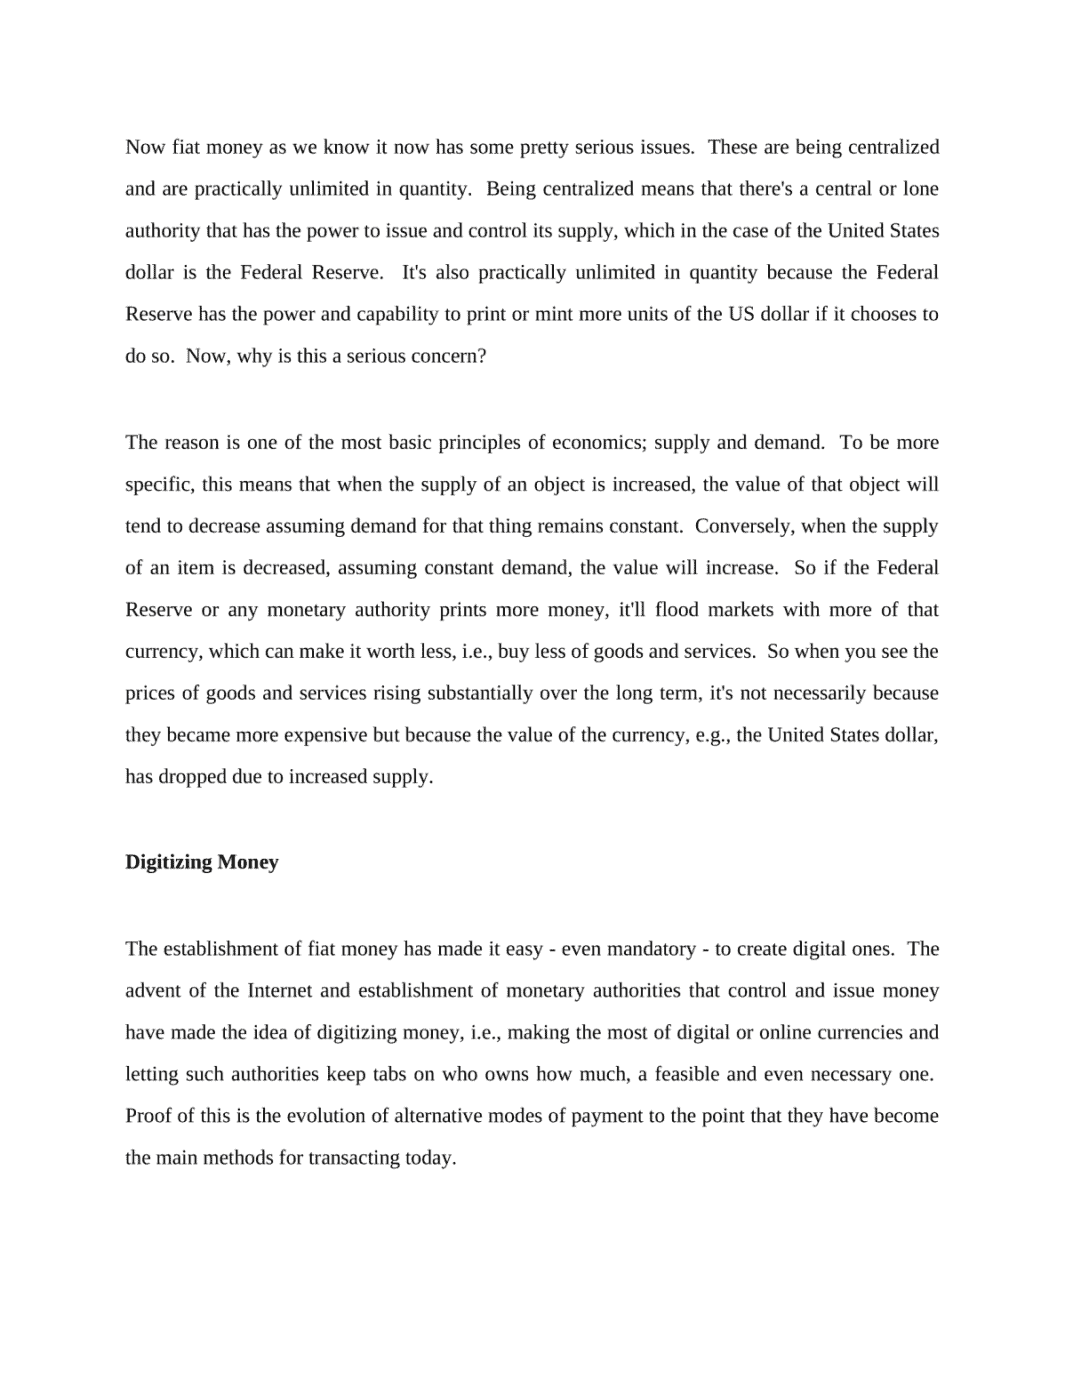 Now fiat money as we know it now has some pretty serious issues.  These are being centralized
and are practically unlimited in quantity.  Being centralized means that there's a central or lone
authority that has the power to issue and control its supply, which in the case of the United States
dollar is the Federal Reserve.  It's also practically unlimited in quantity because the Federal
Reserve has the power and capability to print or mint more units of the US dollar if it chooses to
do so.  Now, why is this a serious concern?
The reason is one of the most basic principles of economics; supply and demand.  To be more
specific, this means that when the supply of an object is increased, the value of that object will
tend to decrease assuming demand for that thing remains constant.  Conversely, when the supply
of an item is decreased, assuming constant demand, the value will increase.  So if the Federal
Reserve or any monetary authority prints more money, it'll flood markets with more of that
currency, which can make it worth less, i.e., buy less of goods and services.  So when you see the
prices of goods and services rising substantially over the long term, it's not necessarily because
they became more expensive but because the value of the currency, e.g., the United States dollar,
has dropped due to increased supply.
Digitizing Money
The establishment of fiat money has made it easy - even mandatory - to create digital ones.  The
advent of the Internet and establishment of monetary authorities that control and issue money
have made the idea of digitizing money, i.e., making the most of digital or online currencies and
letting such authorities keep tabs on who owns how much, a feasible and even necessary one.
Proof of this is the evolution of alternative modes of payment to the point that they have become
the main methods for transacting today.